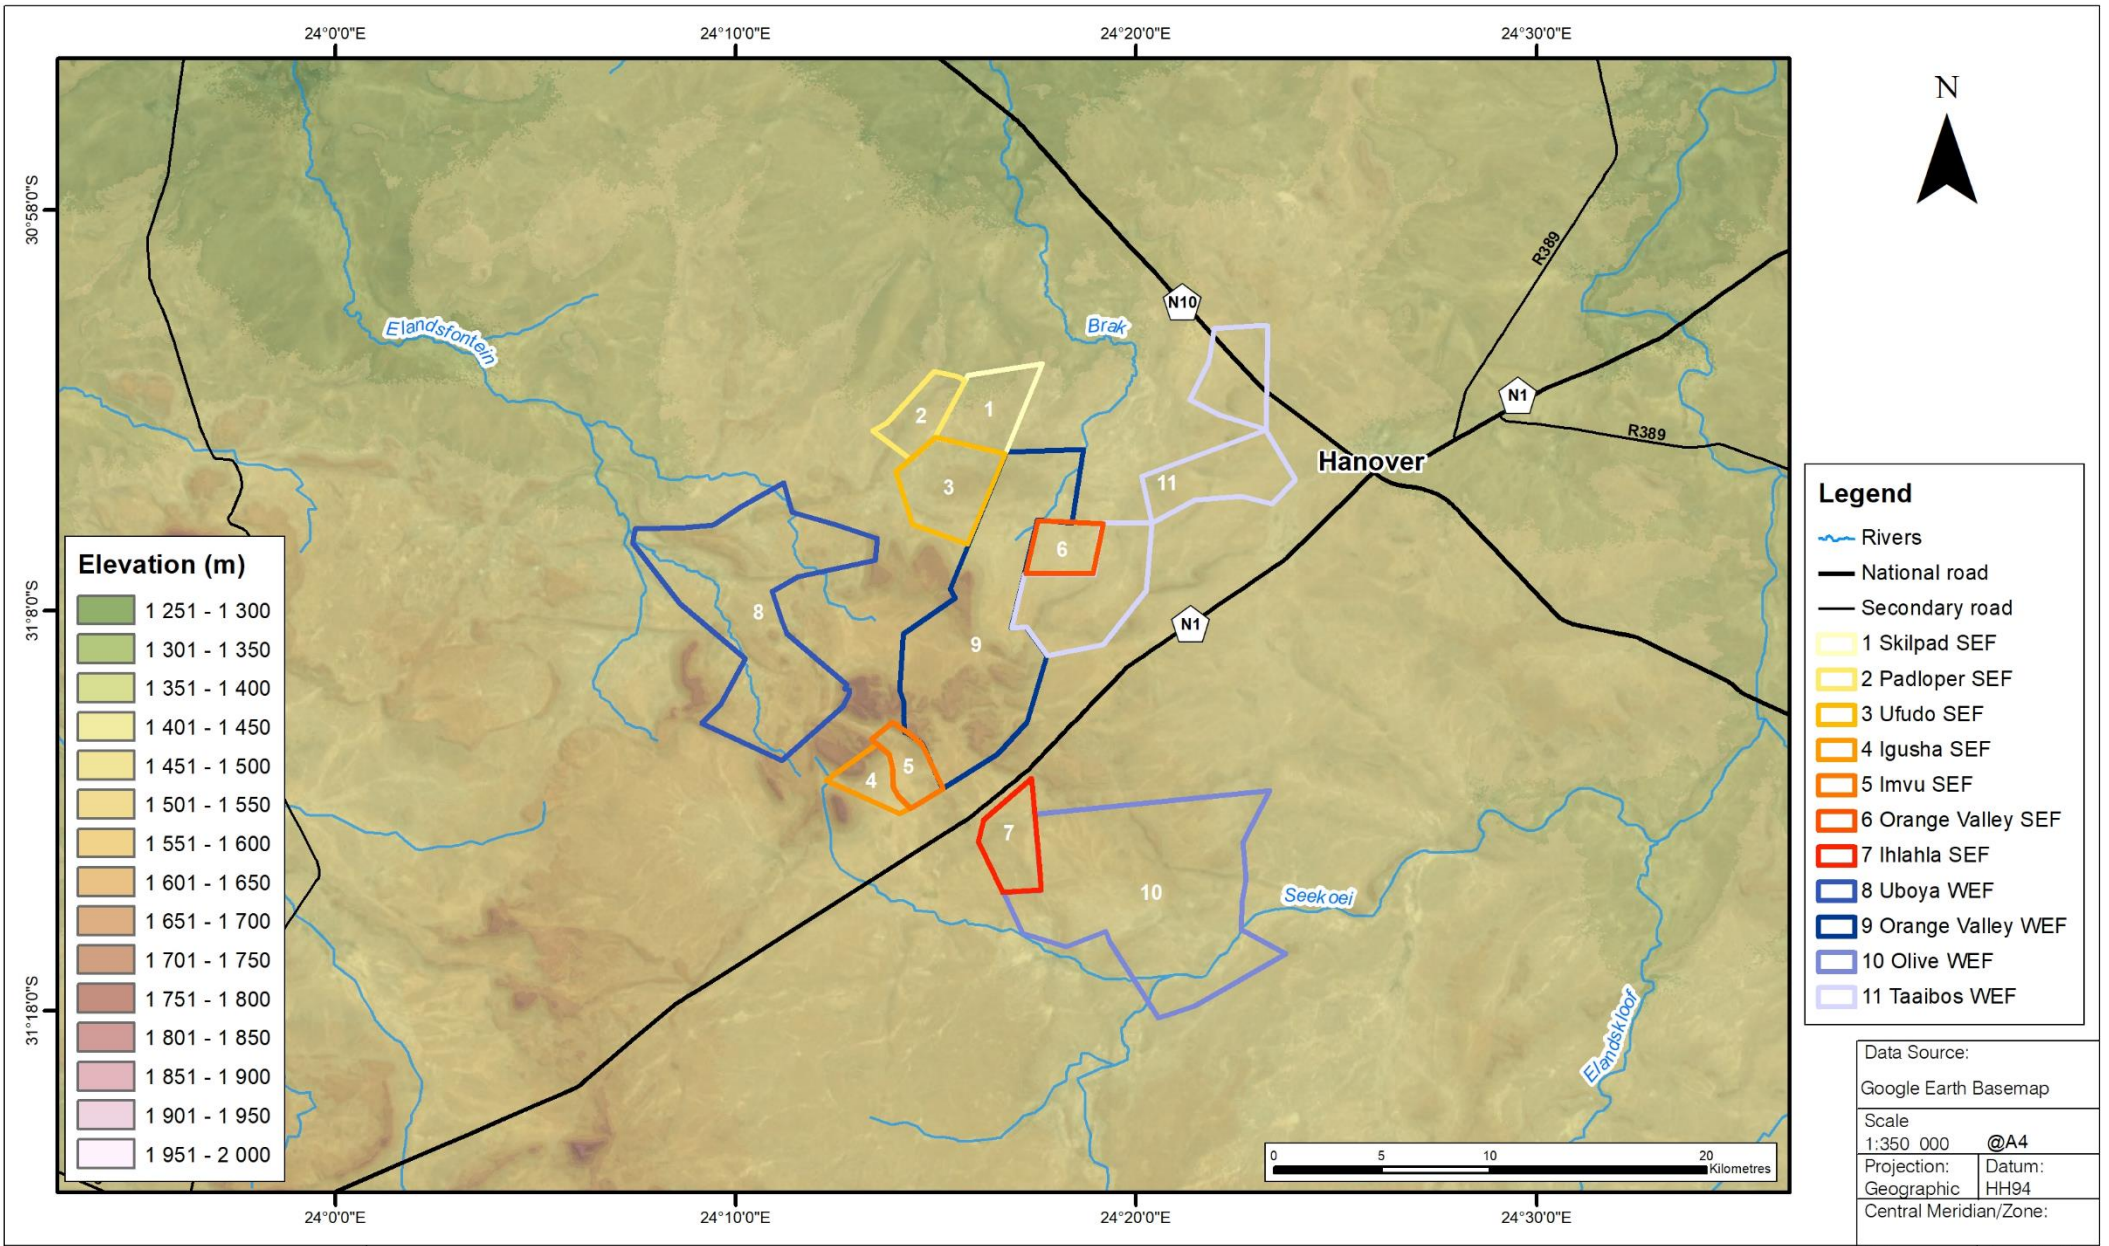 24°0'0"E
24°10'0"E
24°20'0"E
24°30'0"E
N
30°58'0"S
R389
N10
Elandsfontein
Brak
N1
2
1
R389
Hanover
3
11
Legend
Rivers
National road
Secondary road
1 Skilpad SEF
2 Padloper SEF
3 Ufudo SEF
4 Igusha SEF
5 Imvu SEF
6 Orange Valley SEF
7 Ihlahla SEF
8 Uboya WEF
9 Orange Valley WEF
10 Olive WEF
11 Taaibos WEF
6
Elevation (m)
1 251 - 1 300
1 301 - 1 350
1 351 - 1 400
1 401 - 1 450
1 451 - 1 500
1 501 - 1 550
1 551 - 1 600
1 601 - 1 650
1 651 - 1 700
1 701 - 1 750
1 751 - 1 800
1 801 - 1 850
1 851 - 1 900
1 901 - 1 950
1 951 - 2 000
31°8'0"S
8
N1
9
5
4
7
10
Seekoei
31°18'0"S
Elandskloof
Data Source:
Google Earth Basemap
Scale
1:350 000 @A4
Projection:
Geographic
Datum:
HH94
Central Meridian/Zone:
0 5 10 20
Kilometres
24°0'0"E
24°10'0"E
24°20'0"E
24°30'0"E